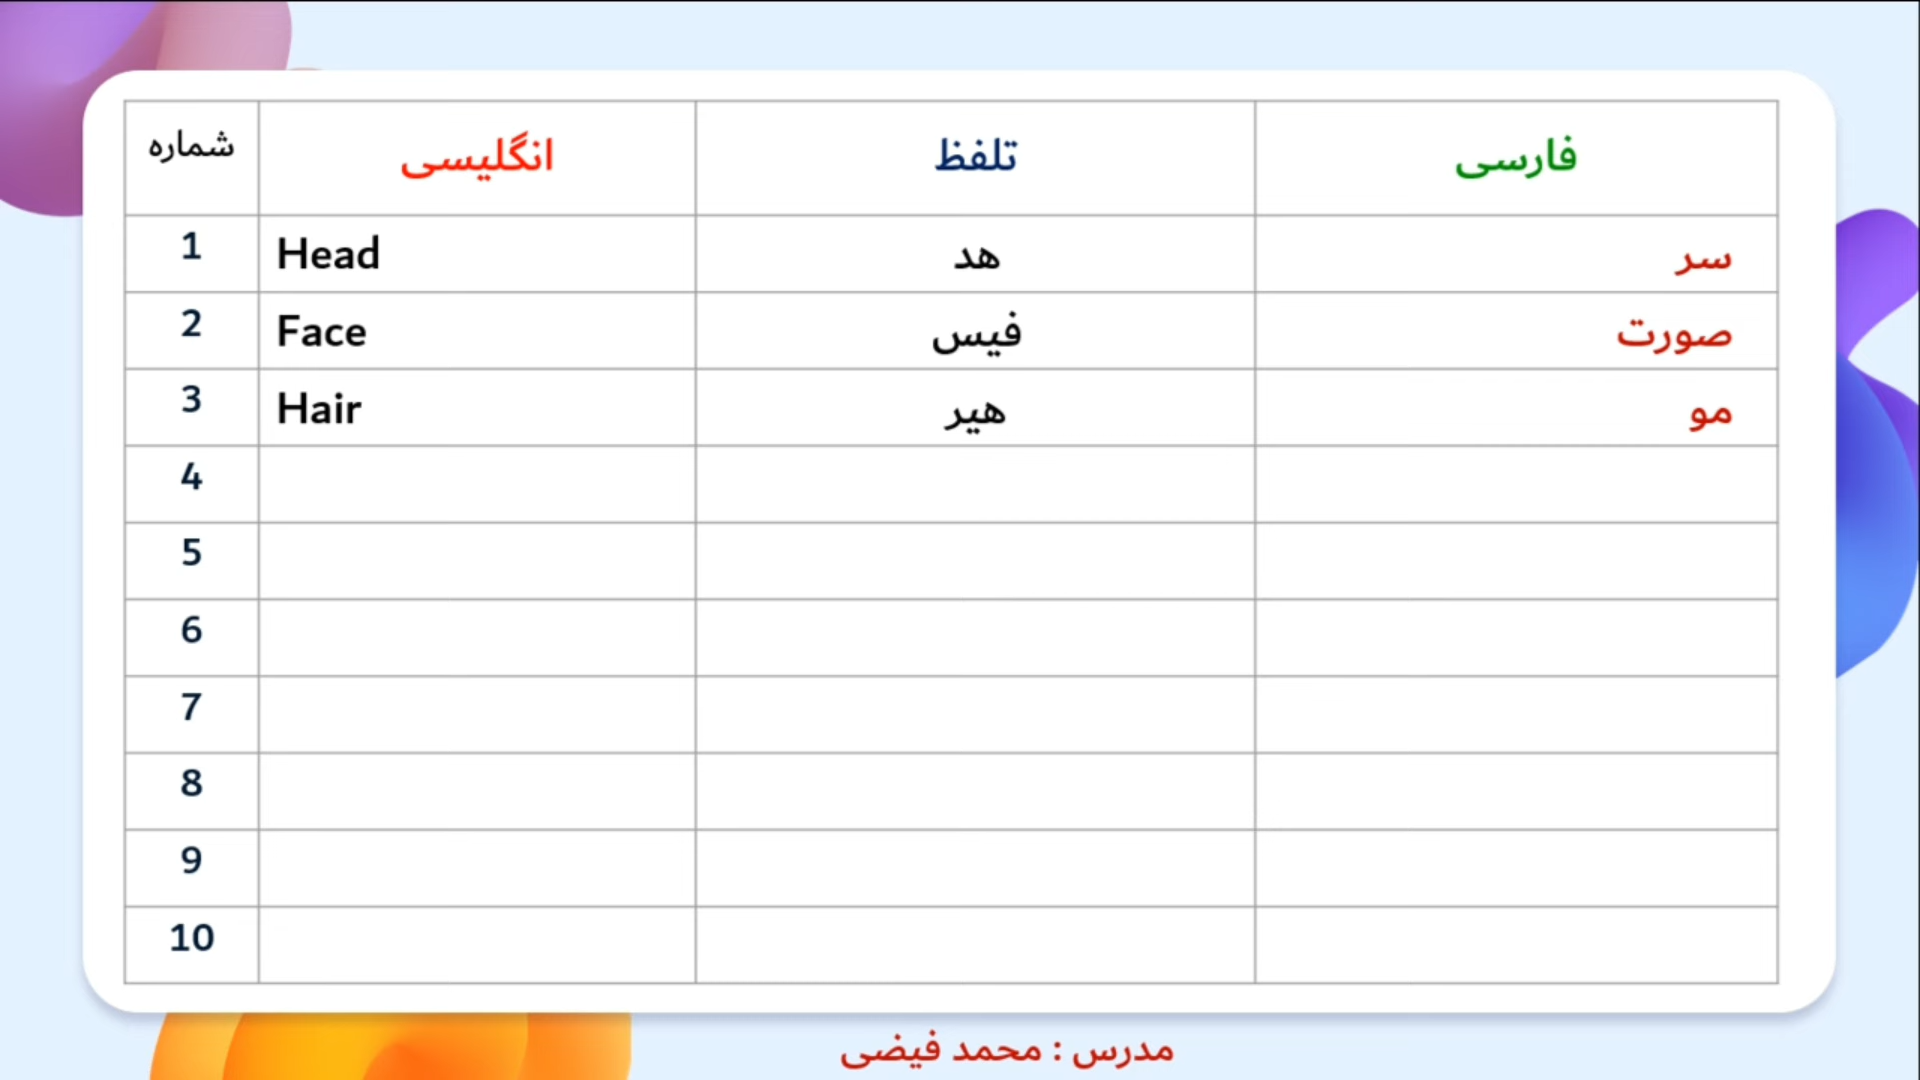 شماره انگلیسی تلفظ فارسی
1 Head هد سر
2 Face فیس صورت
3 Hair هیر مو
4
5
6
7
8
9
10
مدرس : محمد فیضی